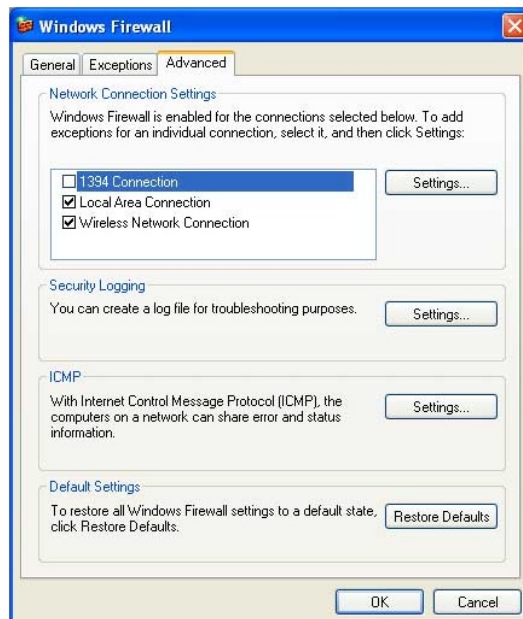 Windows Firewall
General
Exceptions
Advanced
Network Connection Settings
Windows Firewall is enabled for the connections selected below. To add
exceptions for an individual connection, select it, and then click Settings:
1394 Connection
Local Area Connection
Wireless Network Connection
Settings...
Security Logging
You can create a log file for troubleshooting purposes.
Settings...
ICMP
With Internet Control Message Protocol (ICMP), the
computers on a network can share error and status
information.
Settings...
Default Settings
To restore all Windows Firewall settings to a default state,
click Restore Defaults.
Restore Defaults
OK
Cancel